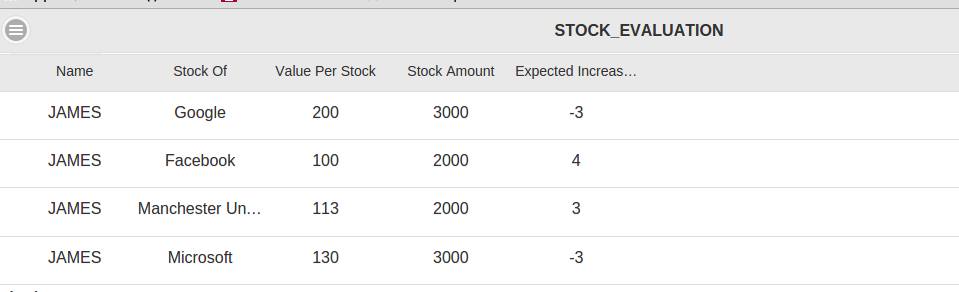 STOCK_EVALUATION
Name Stock Of Value Per Stock Stock Amount Expected Increas…
JAMES Google 200 3000 -3
JAMES Facebook 100 2000 4
JAMES Manchester Un… 113 2000 3
JAMES Microsoft 130 3000 -3